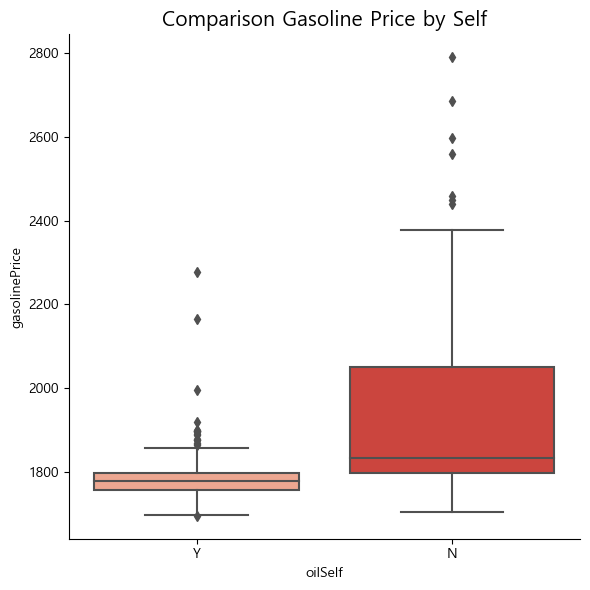 Comparison Gasoline Price by Self
2800
2600
2400
2200
2000
1800
gasolinePrice
Y
N
oilSelf